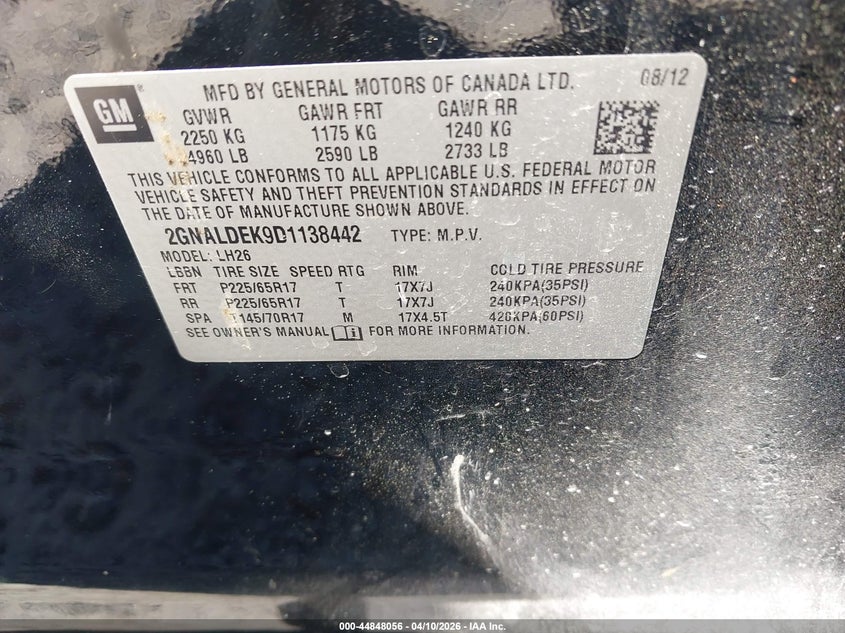 MFD BY GENERAL MOTORS OF CANADA LTD. 08/12
GM
GVWR GAWR FRT GAWR RR
2250 KG 1175 KG 1240 KG
4960 LB 2590 LB 2733 LB
THIS VEHICLE CONFORMS TO ALL APPLICABLE U.S. FEDERAL MOTOR
VEHICLE SAFETY AND THEFT PREVENTION STANDARDS IN EFFECT ON
THE DATE OF MANUFACTURE SHOWN ABOVE.
2GNALDEK9D1138442 TYPE: M.P.V.
MODEL: LH26
LBBN TIRE SIZE SPEED RTG RIM COLD TIRE PRESSURE
FRT P225/65R17 T 17X7J 240KPA(35PSI)
RR P225/65R17 T 17X7J 240KPA(35PSI)
SPA T145/70R17 M 17X4.5T 420KPA(60PSI)
SEE OWNER'S MANUAL FOR MORE INFORMATION.
000-44848056 — 04/10/2026 — IAA Inc.